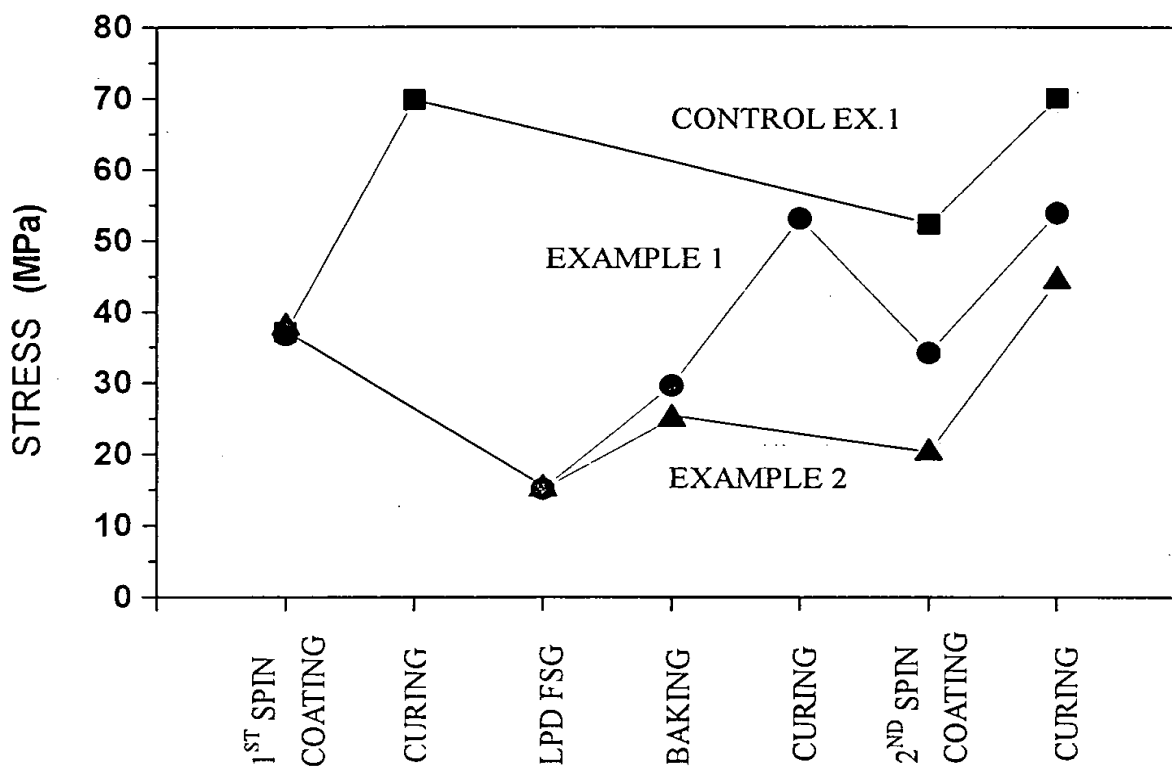 80
70
60
50
40
30
20
10
0
STRESS (MPa)
CONTROL EX.1
EXAMPLE 1
EXAMPLE 2
1ST SPIN
COATING
CURING
LPD FSG
BAKING
CURING
2ND SPIN
COATING
CURING